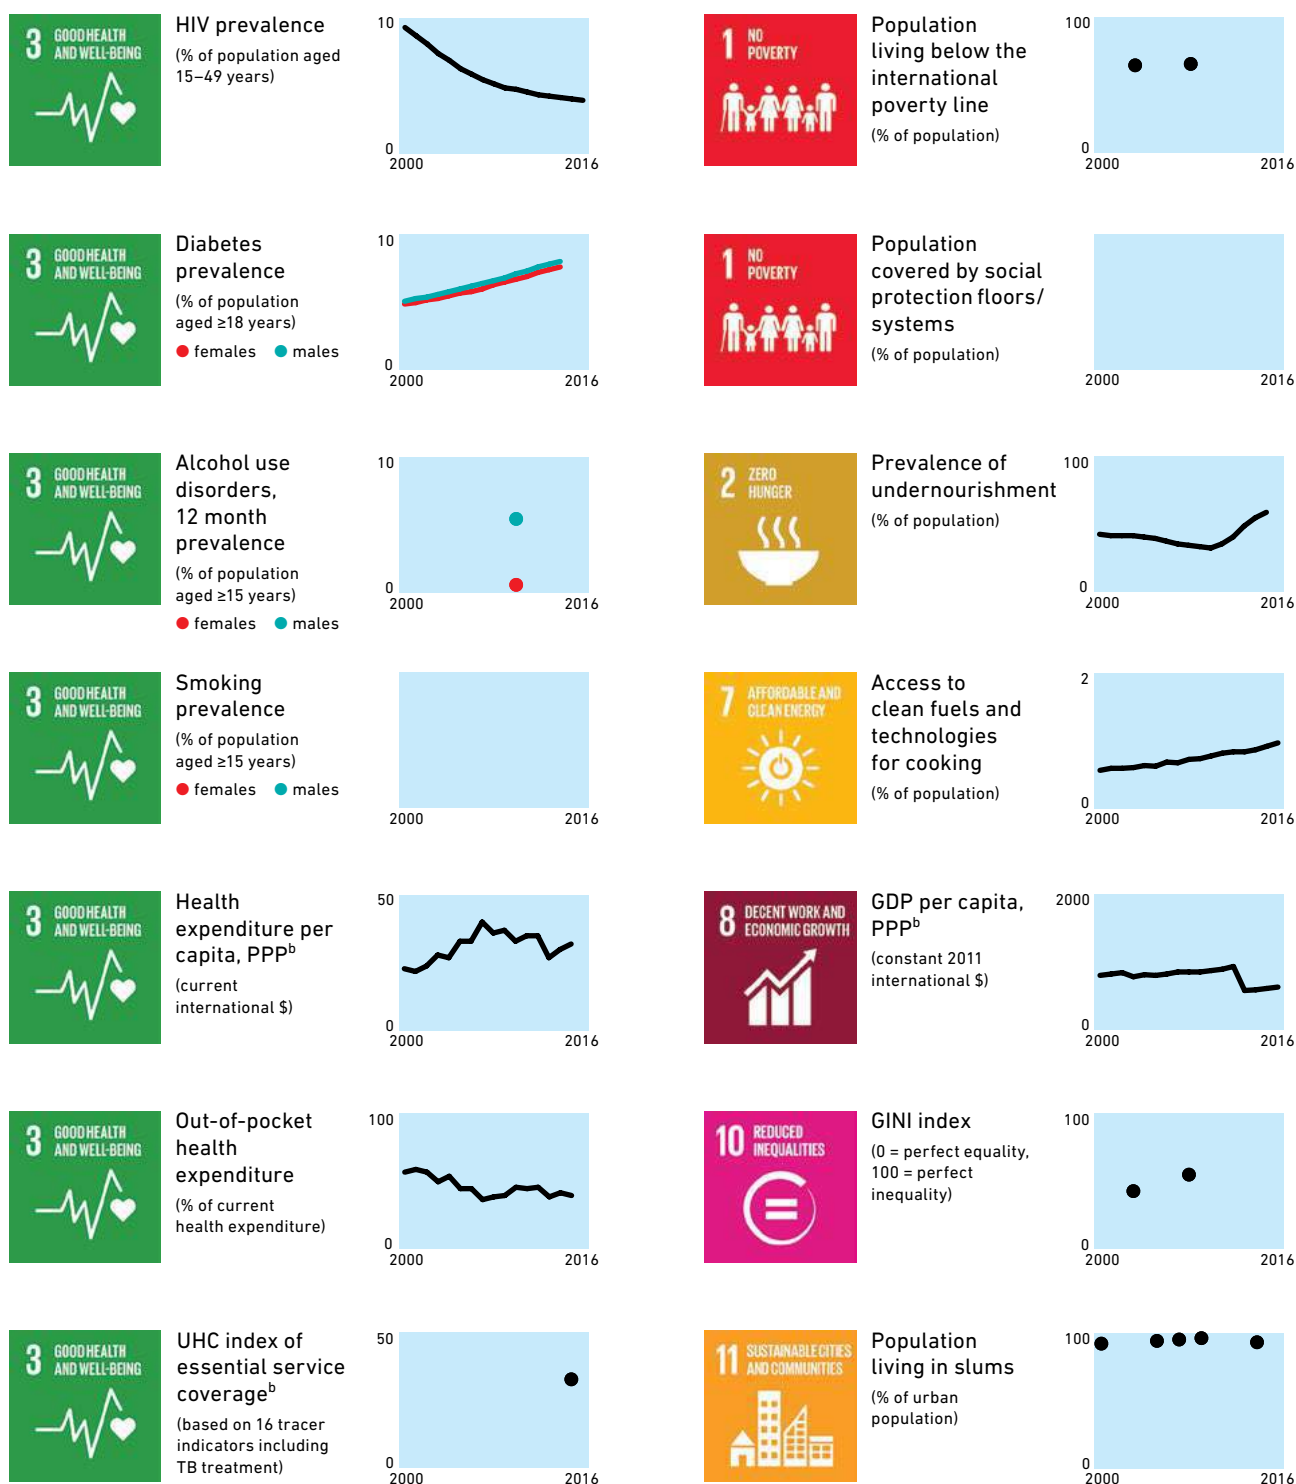 3 GOOD HEALTH
AND WELL-BEING
HIV prevalence
(% of population aged
15–49 years)
10
0
2000 2016
1 NO
POVERTY
Population
living below the
international
poverty line
(% of population)
100
0
2000 2016
3 GOOD HEALTH
AND WELL-BEING
Diabetes
prevalence
(% of population
aged ≥18 years)
females males
10
0
2000 2016
1 NO
POVERTY
Population
covered by social
protection floors/
systems
(% of population)
2000 2016
3 GOOD HEALTH
AND WELL-BEING
Alcohol use
disorders,
12 month
prevalence
(% of population
aged ≥15 years)
females males
10
0
2000 2016
2 ZERO
HUNGER
Prevalence of
undernourishment
(% of population)
100
0
2000 2016
3 GOOD HEALTH
AND WELL-BEING
Smoking
prevalence
(% of population
aged ≥15 years)
females males
2000 2016
7 AFFORDABLE AND
CLEAN ENERGY
Access to
clean fuels and
technologies
for cooking
(% of population)
2
0
2000 2016
3 GOOD HEALTH
AND WELL-BEING
Health
expenditure per
capita, PPPb
(current
international $)
50
0
2000 2016
8 DECENT WORK AND
ECONOMIC GROWTH
GDP per capita,
PPPb
(constant 2011
international $)
2000
0
2000 2016
3 GOOD HEALTH
AND WELL-BEING
Out-of-pocket
health
expenditure
(% of current
health expenditure)
100
0
2000 2016
10 REDUCED
INEQUALITIES
GINI index
(0 = perfect equality,
100 = perfect
inequality)
100
0
2000 2016
3 GOOD HEALTH
AND WELL-BEING
UHC index of
essential service
coverageb
(based on 16 tracer
indicators including
TB treatment)
50
0
2000 2016
11 SUSTAINABLE CITIES
AND COMMUNITIES
Population
living in slums
(% of urban
population)
100
0
2000 2016